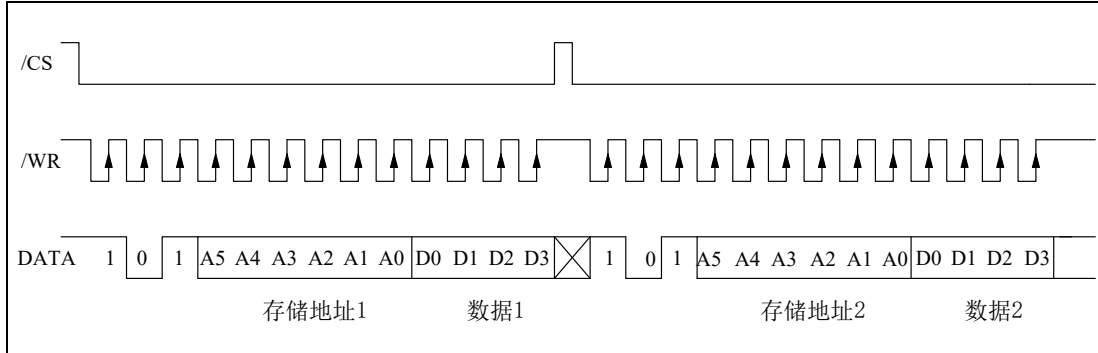 /CS
/WR
DATA 1 0 1 A5 A4 A3 A2 A1 A0 D0 D1 D2 D3 1 0 1 A5 A4 A3 A2 A1 A0 D0 D1 D2 D3
存储地址1 数据1 存储地址2 数据2